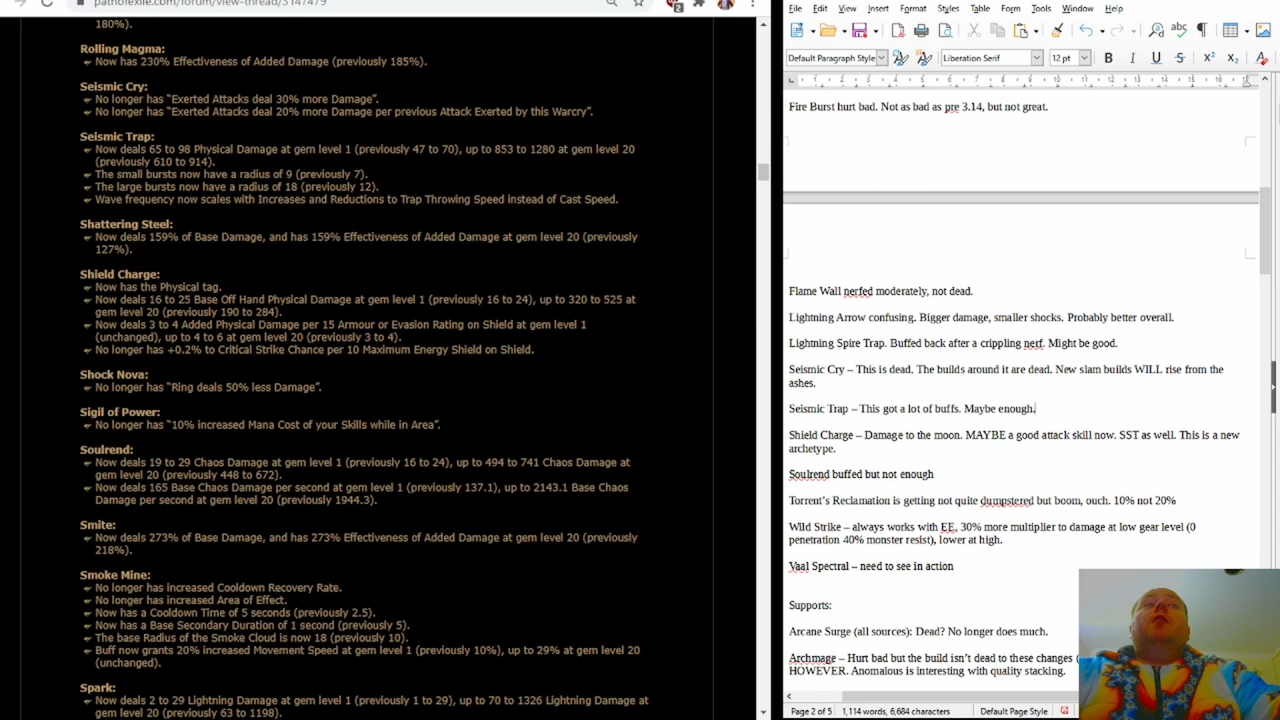 pathofexile.com/forum/view-thread/3147479
2
180%).
Rolling Magma:
Now has 230% Effectiveness of Added Damage (previously 185%).
Seismic Cry:
No longer has "Exerted Attacks deal 30% more Damage".
No longer has "Exerted Attacks deal 20% more Damage per previous Attack Exerted by this Warcry".
Seismic Trap:
Now deals 65 to 98 Physical Damage at gem level 1 (previously 47 to 70), up to 853 to 1280 at gem level 20
(previously 610 to 914).
The small bursts now have a radius of 9 (previously 7).
The large bursts now have a radius of 18 (previously 12).
Wave frequency now scales with Increases and Reductions to Trap Throwing Speed instead of Cast Speed.
Shattering Steel:
Now deals 159% of Base Damage, and has 159% Effectiveness of Added Damage at gem level 20 (previously
127%).
Shield Charge:
Now has the Physical tag.
Now deals 16 to 25 Base Off Hand Physical Damage at gem level 1 (previously 16 to 24), up to 320 to 525 at
gem level 20 (previously 190 to 284).
Now deals 3 to 4 Added Physical Damage per 15 Armour or Evasion Rating on Shield at gem level 1
(unchanged), up to 4 to 6 at gem level 20 (previously 3 to 4).
No longer has +0.2% to Critical Strike Chance per 10 Maximum Energy Shield on Shield.
Shock Nova:
No longer has "Ring deals 50% less Damage".
Sigil of Power:
No longer has "10% increased Mana Cost of your Skills while in Area".
Soulrend:
Now deals 19 to 29 Chaos Damage at gem level 1 (previously 16 to 24), up to 494 to 741 Chaos Damage at
gem level 20 (previously 448 to 672).
Now deals 165 Base Chaos Damage per second at gem level 1 (previously 137.1), up to 2143.1 Base Chaos
Damage per second at gem level 20 (previously 1944.3).
Smite:
Now deals 273% of Base Damage, and has 273% Effectiveness of Added Damage at gem level 20 (previously
218%).
Smoke Mine:
No longer has increased Cooldown Recovery Rate.
No longer has increased Area of Effect.
Now has a Cooldown Time of 5 seconds (previously 2.5).
Now has a Base Secondary Duration of 1 second (previously 5).
The base Radius of the Smoke Cloud is now 18 (previously 10).
Buff now grants 20% increased Movement Speed at gem level 1 (previously 10%), up to 29% at gem level 20
(unchanged).
Spark:
Now deals 2 to 29 Lightning Damage at gem level 1 (previously 1 to 29), up to 70 to 1326 Lightning Damage at
gem level 20 (previously 63 to 1198).
File Edit View Insert Format Styles Table Form Tools Window Help
Default Paragraph Style Liberation Serif 12 pt B I U S X² X₂ A
Fire Burst hurt bad. Not as bad as pre 3.14, but not great.
Flame Wall nerfed moderately, not dead.
Lightning Arrow confusing. Bigger damage, smaller shocks. Probably better overall.
Lightning Spire Trap. Buffed back after a crippling nerf. Might be good.
Seismic Cry – This is dead. The builds around it are dead. New slam builds WILL rise from the
ashes.
Seismic Trap – This got a lot of buffs. Maybe enough.
Shield Charge – Damage to the moon. MAYBE a good attack skill now. SST as well. This is a new
archetype.
Soulrend buffed but not enough
Torrent's Reclamation is getting not quite dumpstered but boom, ouch. 10% not 20%
Wild Strike – always works with EE, 30% more multiplier to damage at low gear level (0
penetration 40% monster resist), lower at high.
Vaal Spectral – need to see in action
Supports:
Arcane Surge (all sources): Dead? No longer does much.
Archmage – Hurt bad but the build isn't dead to these changes (
HOWEVER. Anomalous is interesting with quality stacking.
Page 2 of 5 1,114 words, 6,684 characters Default Page Style